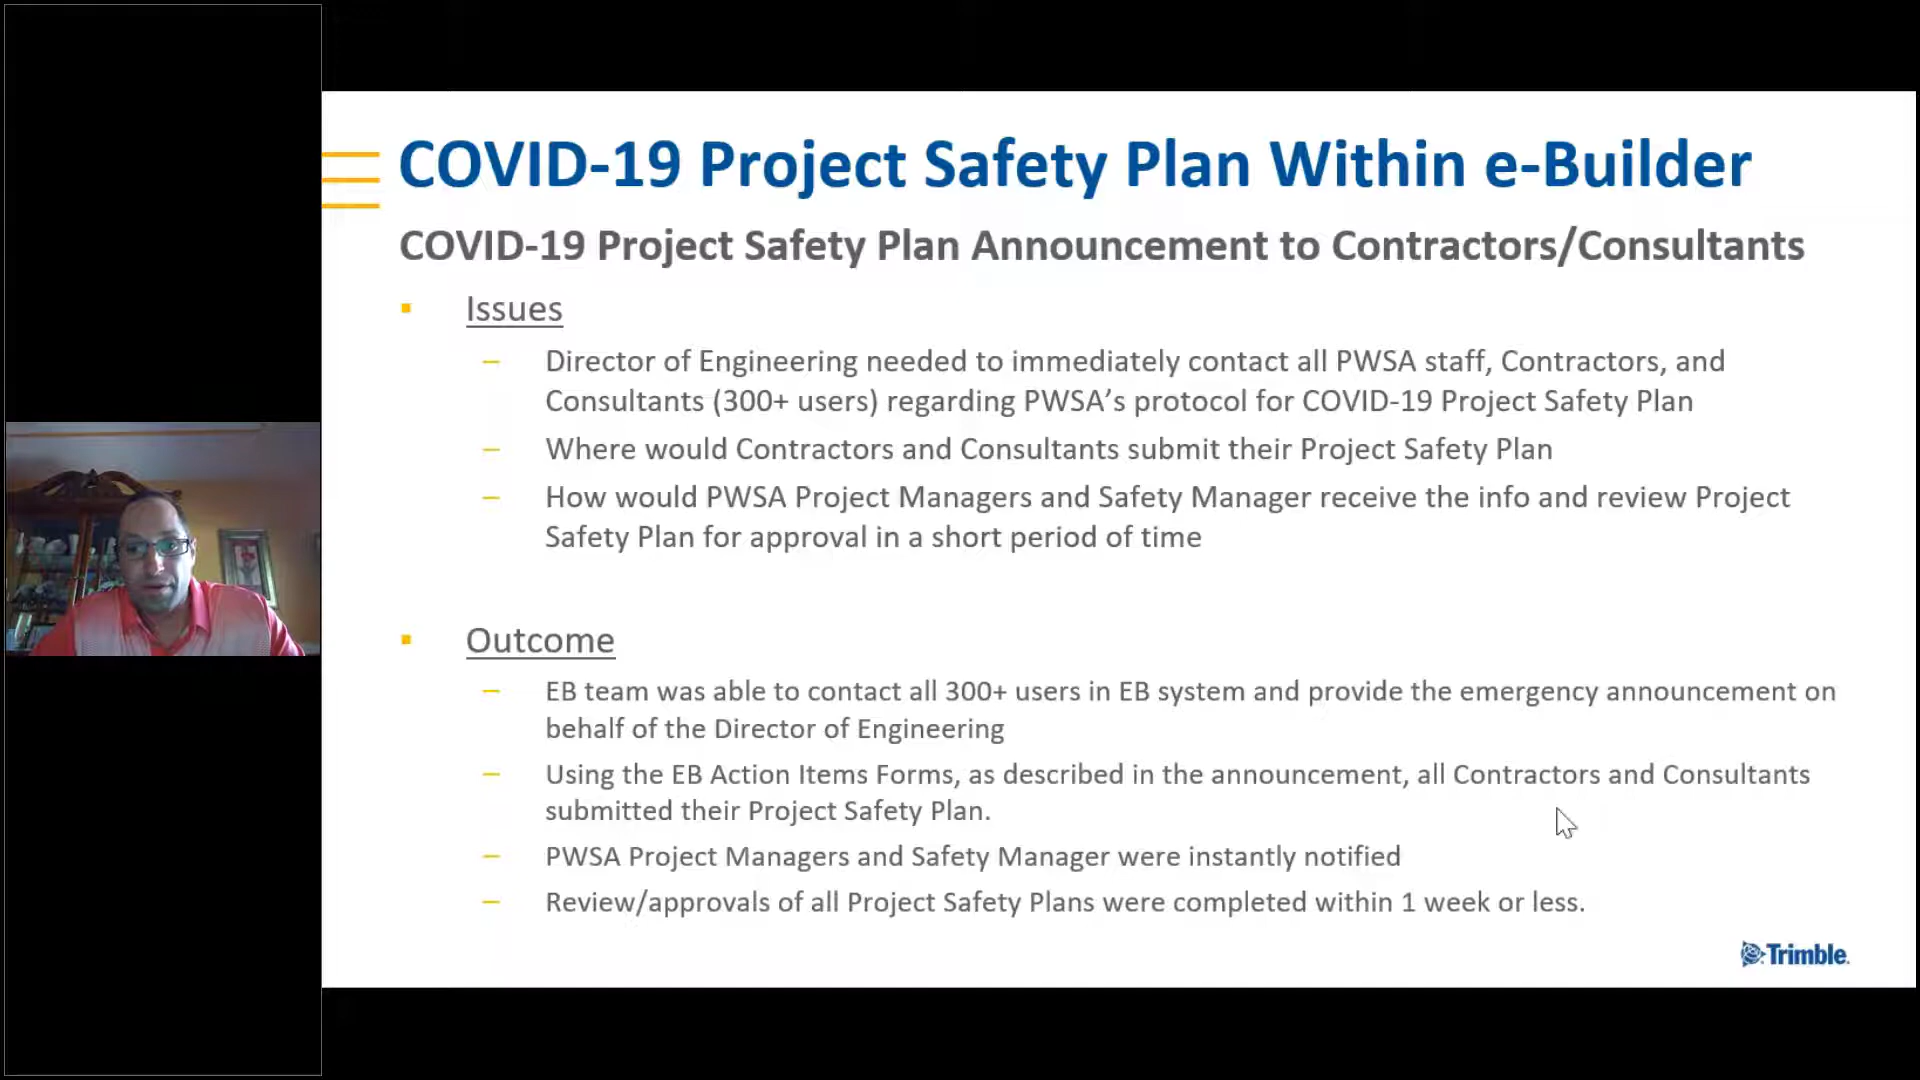 COVID-19 Project Safety Plan Within e-Builder
COVID-19 Project Safety Plan Announcement to Contractors/Consultants
Issues
Director of Engineering needed to immediately contact all PWSA staff, Contractors, and
Consultants (300+ users) regarding PWSA’s protocol for COVID-19 Project Safety Plan
Where would Contractors and Consultants submit their Project Safety Plan
How would PWSA Project Managers and Safety Manager receive the info and review Project
Safety Plan for approval in a short period of time
Outcome
EB team was able to contact all 300+ users in EB system and provide the emergency announcement on
behalf of the Director of Engineering
Using the EB Action Items Forms, as described in the announcement, all Contractors and Consultants
submitted their Project Safety Plan.
PWSA Project Managers and Safety Manager were instantly notified
Review/approvals of all Project Safety Plans were completed within 1 week or less.
Trimble.